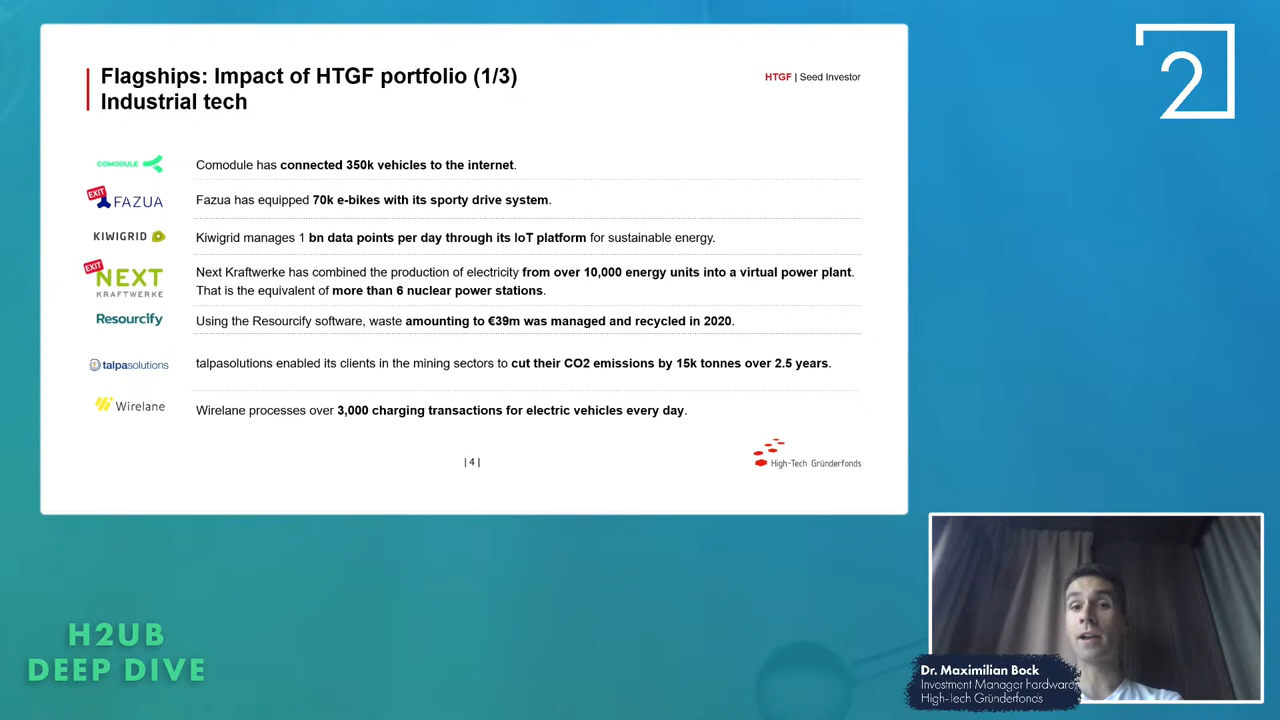 Flagships: Impact of HTGF portfolio (1/3)
Industrial tech
HTGF | Seed Investor
2
COMODULE
Comodule has connected 350k vehicles to the internet.
EXIT
FAZUA
Fazua has equipped 70k e-bikes with its sporty drive system.
KIWIGRID
Kiwigrid manages 1 bn data points per day through its IoT platform for sustainable energy.
EXIT
NEXT
KRAFTWERKE
Next Kraftwerke has combined the production of electricity from over 10,000 energy units into a virtual power plant.
That is the equivalent of more than 6 nuclear power stations.
Resourcify
Using the Resourcify software, waste amounting to €39m was managed and recycled in 2020.
talpasolutions
talpasolutions enabled its clients in the mining sectors to cut their CO2 emissions by 15k tonnes over 2.5 years.
Wirelane
Wirelane processes over 3,000 charging transactions for electric vehicles every day.
| 4 |
High-Tech Gründerfonds
H2UB
DEEP DIVE
Dr. Maximilian Bock
Investment Manager hardware
High-Tech Gründerfonds